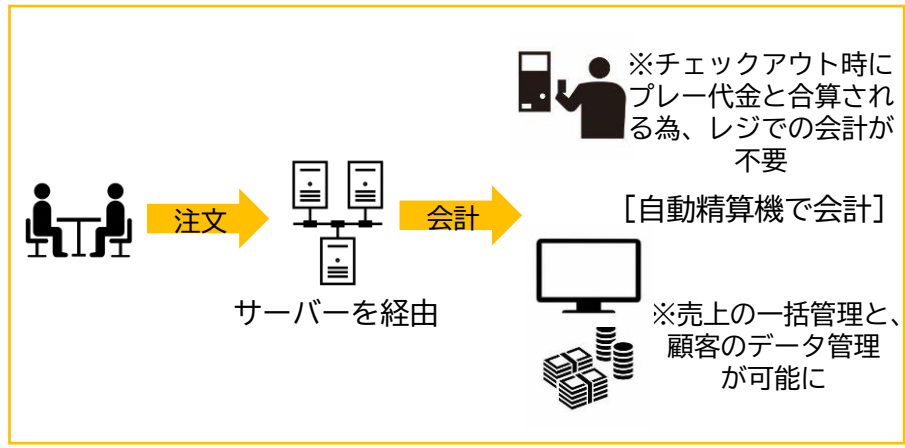 ※チェックアウト時に
プレー代金と合算され
る為、レジでの会計が
不要
注文
会計
[自動精算機で会計]
サーバーを経由
※売上の一括管理と、
顧客のデータ管理
が可能に